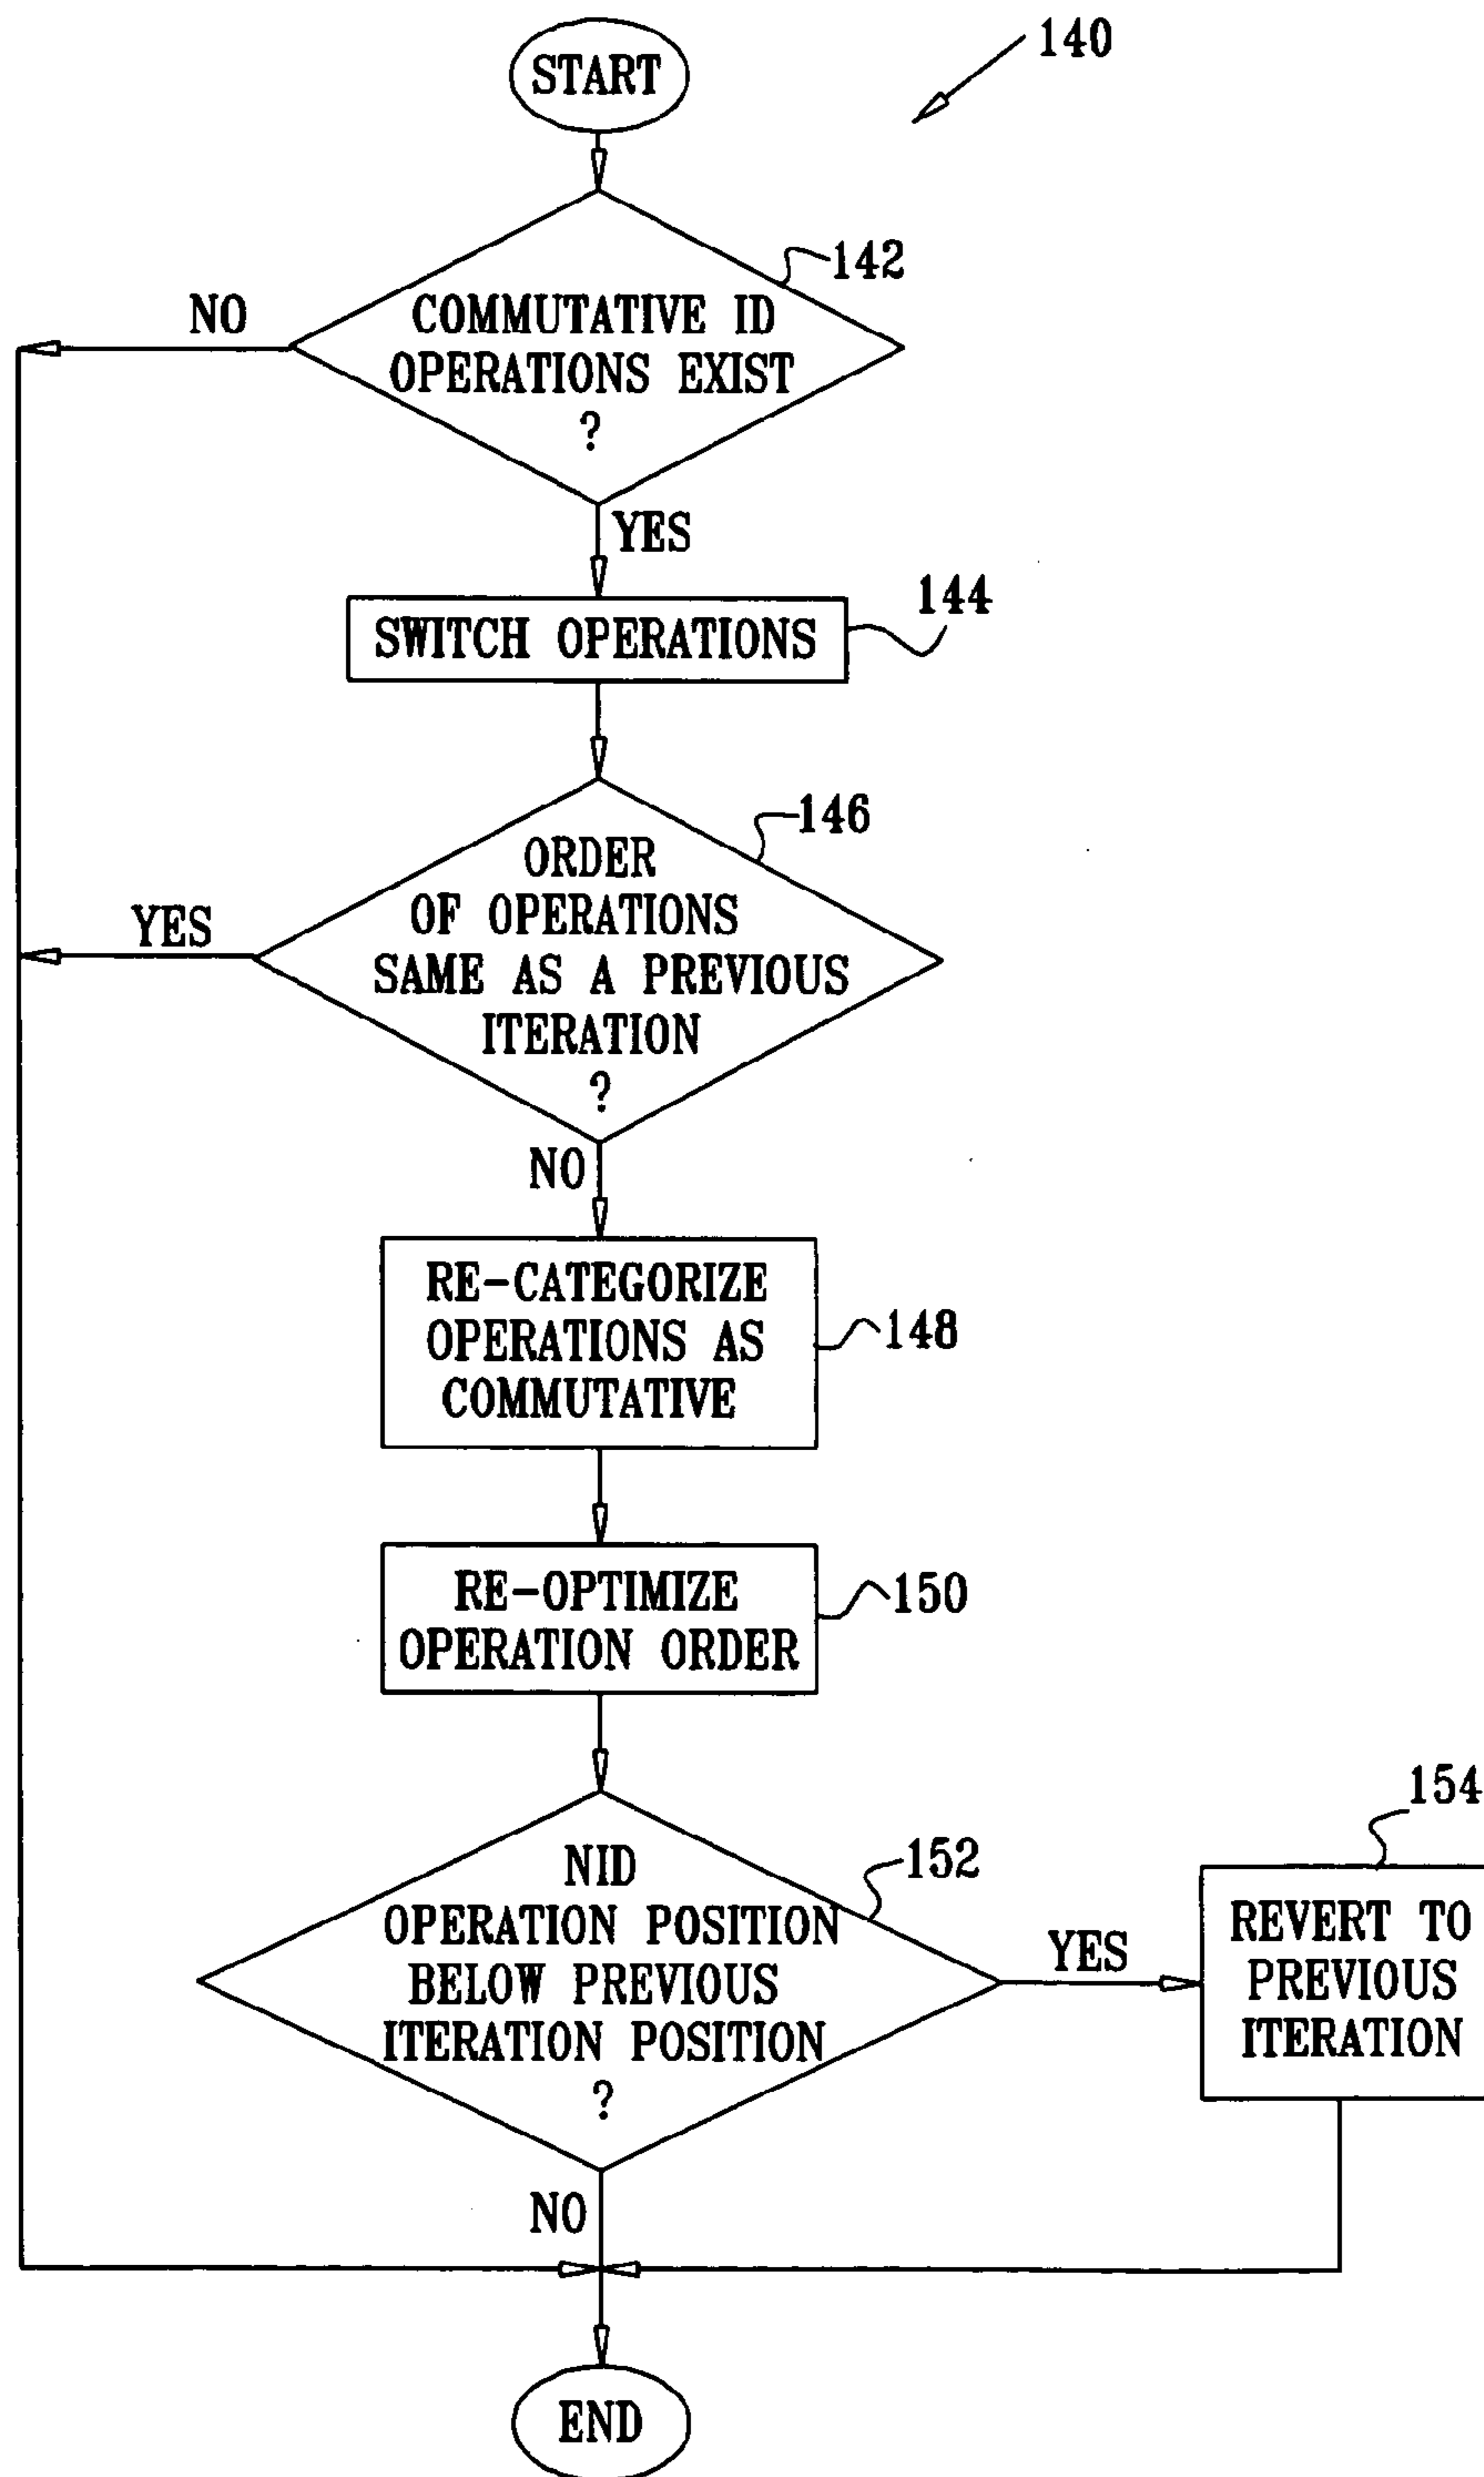 START
140
142
NO
COMMUTATIVE ID
OPERATIONS EXIST
?
YES
144
SWITCH OPERATIONS
146
ORDER
YES
OF OPERATIONS
SAME AS A PREVIOUS
ITERATION
?
NO
RE-CATEGORIZE
OPERATIONS AS
COMMUTATIVE
148
RE-OPTIMIZE
OPERATION ORDER
150
154
152
NID
OPERATION POSITION
BELOW PREVIOUS
ITERATION POSITION
?
YES
REVERT TO
PREVIOUS
ITERATION
NO
END